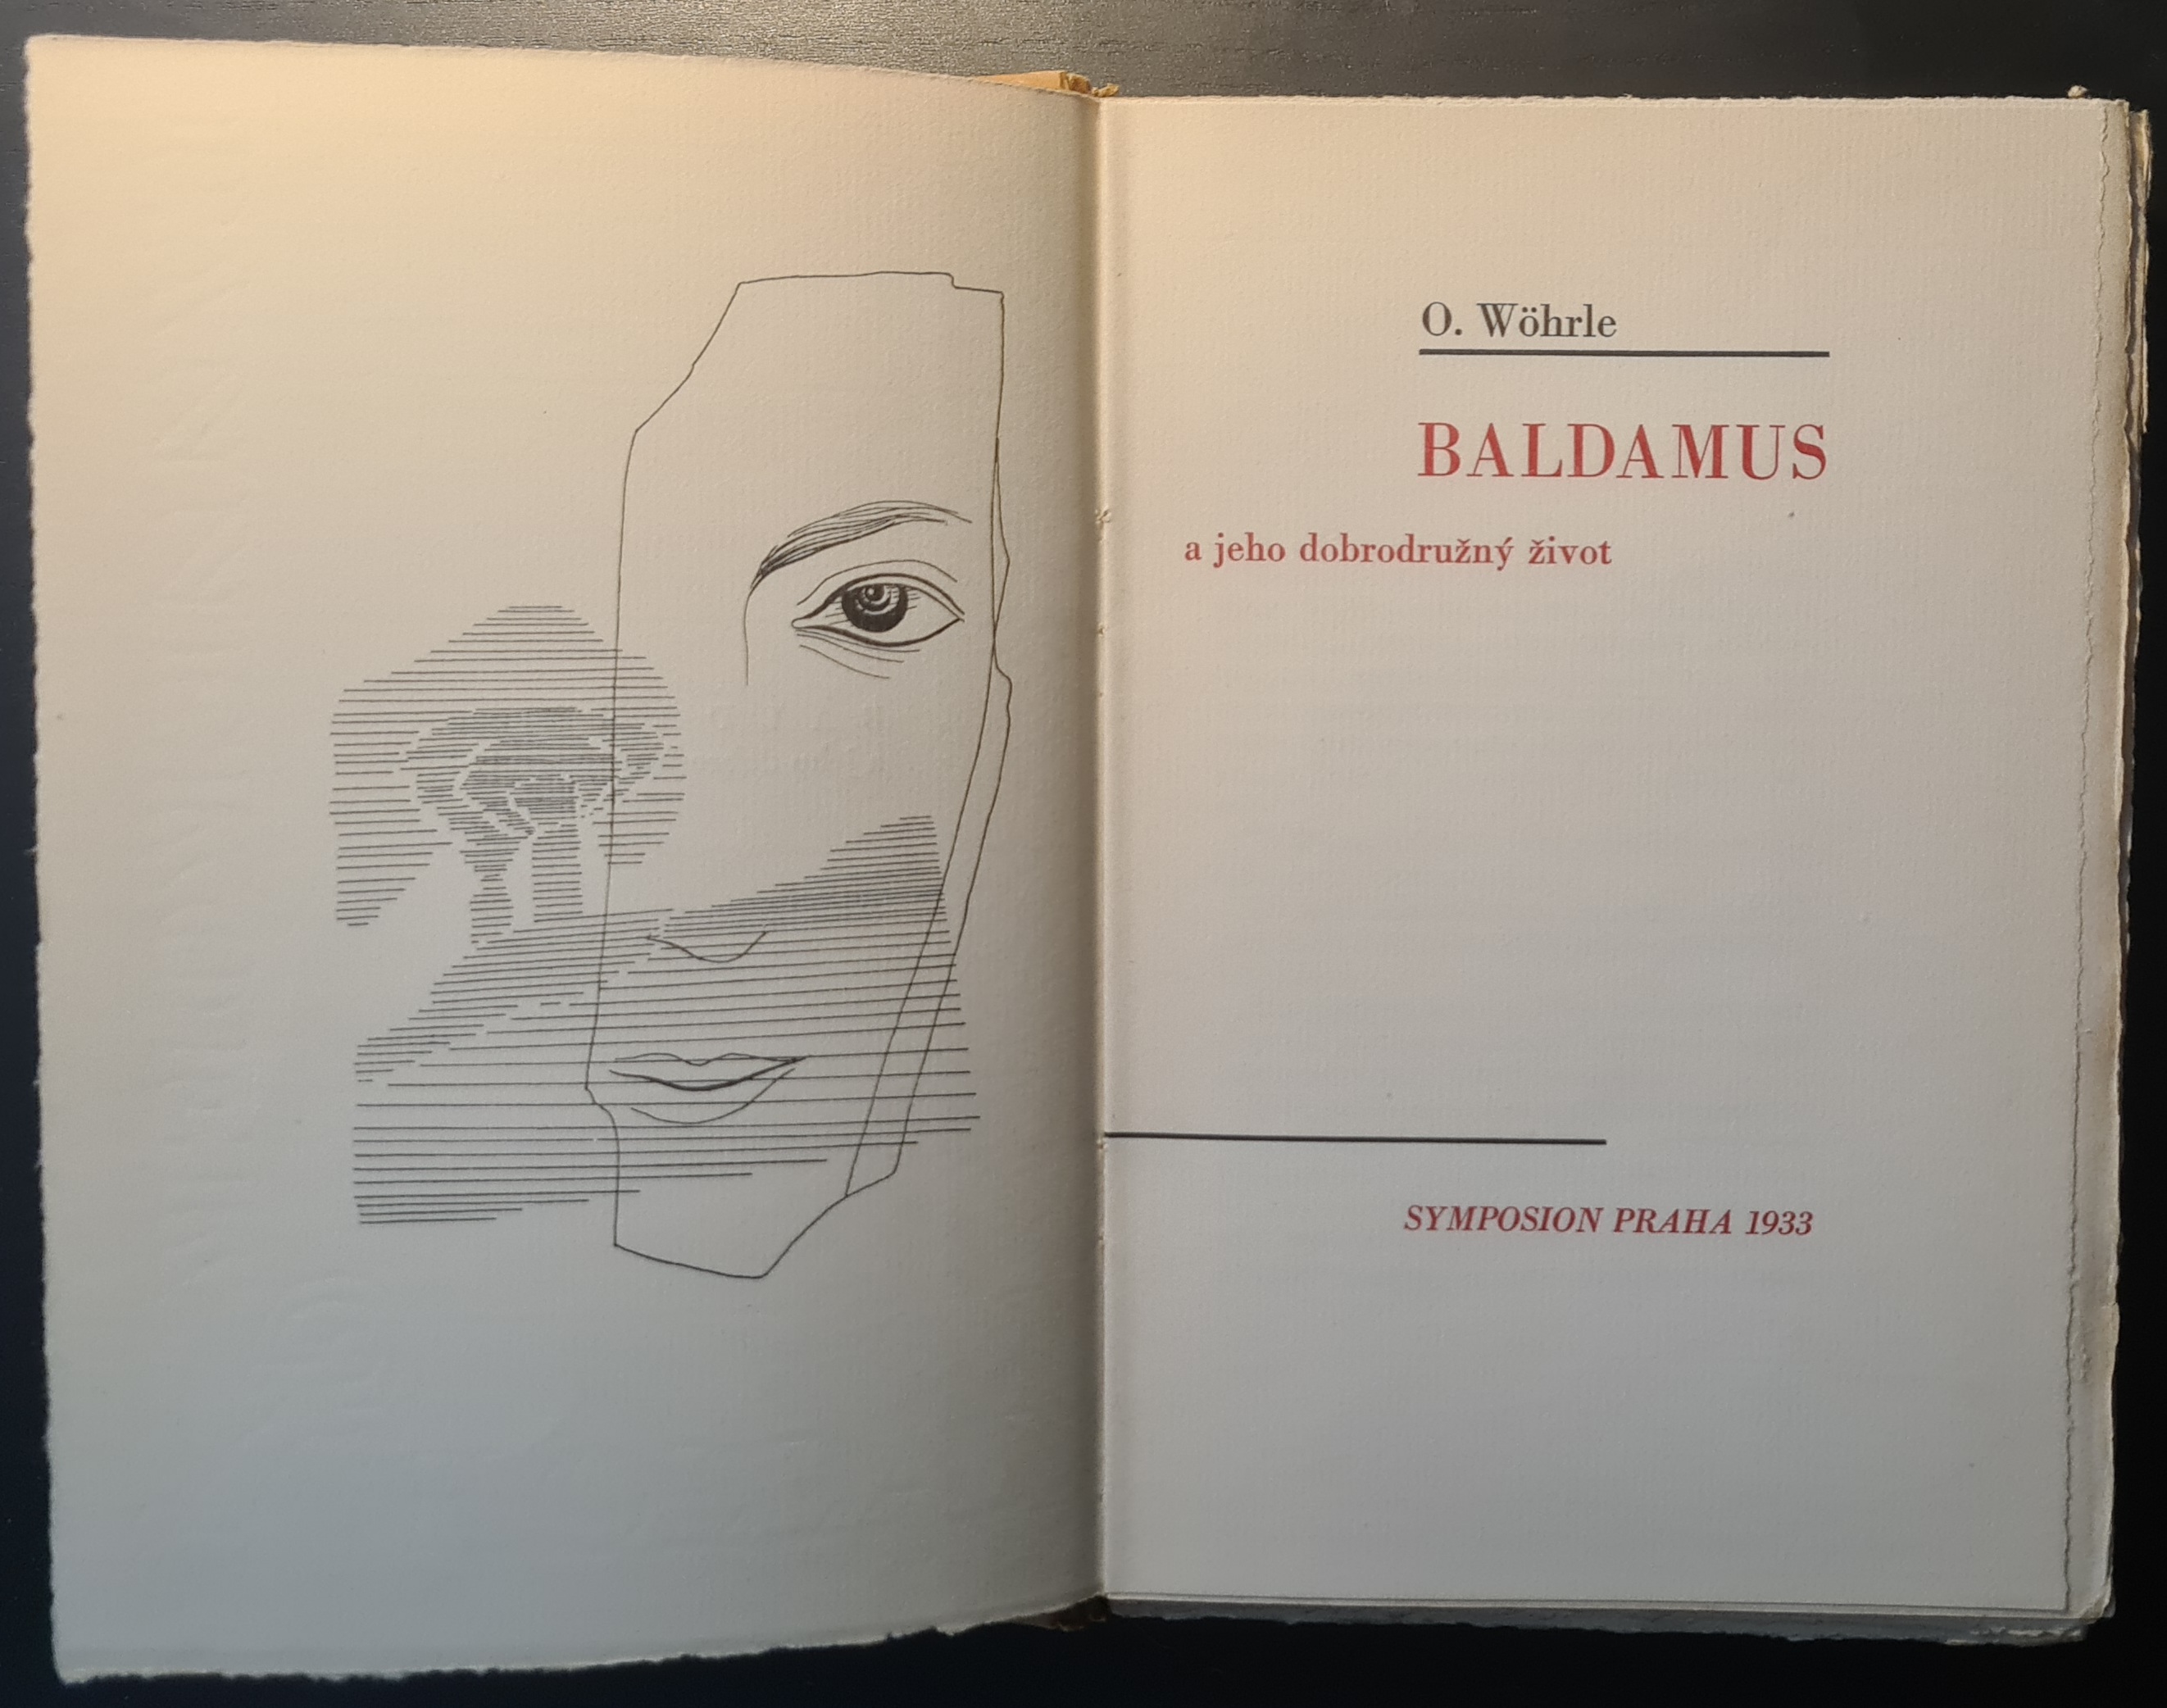 O. Wöhrle
BALDAMUS
a jeho dobrodružný život
SYMPOSION PRAHA 1933